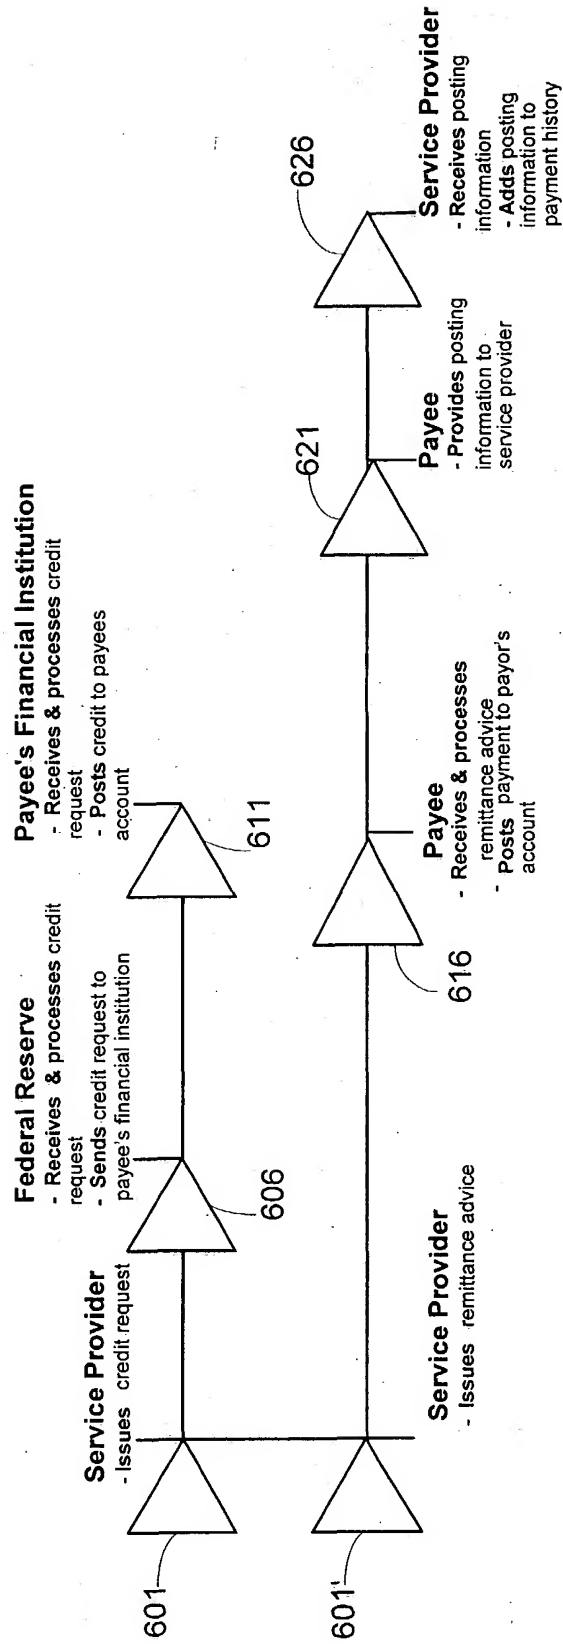 Service Provider
- Issues credit request
601
Federal Reserve
- Receives & processes credit
request
- Sends credit request to
payee's financial institution
606
Payee's Financial Institution
- Receives & processes credit
request
- Posts credit to payees
account
611
601'
Service Provider
- Issues remittance advice
616
Payee
- Receives & processes
remittance advice
- Posts payment to payor's
account
621
Payee
- Provides posting
information to
service provider
626
Service Provider
- Receives posting
information
- Adds posting
information to
payment history